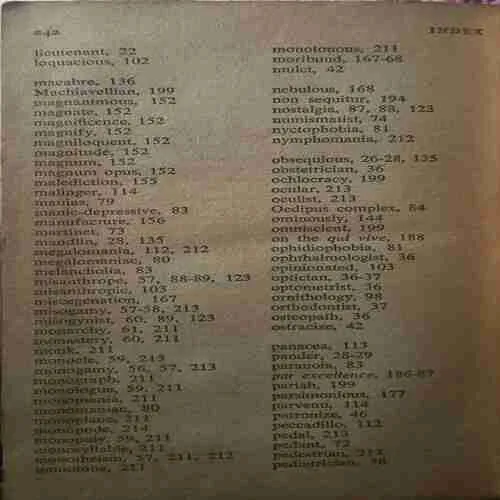 242
INDEX
lieutenant, 22
loquacious, 102
macabre, 136
Machiavellian, 199
magnanimous, 152
magnate, 152
magnificence, 152
magnify, 152
magniloquent, 152
magnitude, 152
magnum, 152
magnum opus, 152
malediction, 155
malinger, 114
manias, 79
manic-depressive, 83
manufacture, 156
martinet, 73
maudlin, 28, 135
megalomania, 112, 212
megalomaniac, 80
melancholia, 83
misanthrope, 57, 88-89, 123
misanthropic, 103
miscegenation, 167
misogamy, 57-58, 213
misogynist, 60, 89, 123
monarchy, 61, 211
monastery, 60, 211
monk, 211
monocle, 59, 213
monogamy, 56, 57, 213
monograph, 211
monologue, 59, 211
monomania, 211
monomaniac, 80
monoplane, 211
monopode, 214
monopoly, 59, 211
monosyllable, 211
monotheism, 57, 211, 212
monotone, 211
monotonous, 211
moribund, 167-68
mulct, 42
nebulous, 168
non sequitur, 194
nostalgia, 87, 88, 123
numismatist, 74
nyctophobia, 81
nymphomania, 212
obsequious, 26-28, 135
obstetrician, 36
ochlocracy, 199
ocular, 213
oculist, 213
Oedipus complex, 84
ominously, 144
omniscient, 199
on the qui vive, 188
ophidiophobia, 81
ophthalmologist, 36
opinionated, 103
optician, 36-37
optometrist, 36
ornithology, 98
orthodontist, 37
osteopath, 36
ostracize, 42
panacea, 113
pander, 28-29
paranoia, 83
par excellence, 186-87
pariah, 199
parsimonious, 177
parvenu, 114
patronize, 46
peccadillo, 112
pedal, 213
pedant, 72
pedestrian, 213
pediatrician, 36